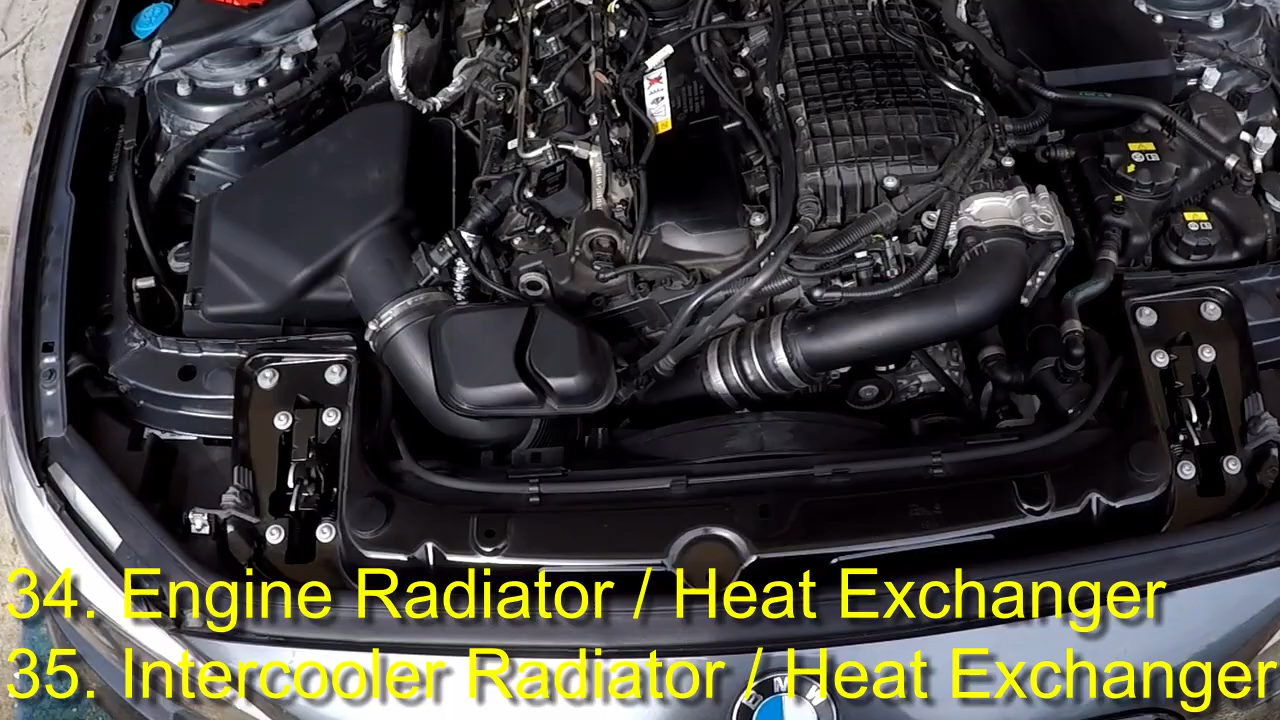 34. Engine Radiator / Heat Exchanger
35. Intercooler Radiator / Heat Exchanger